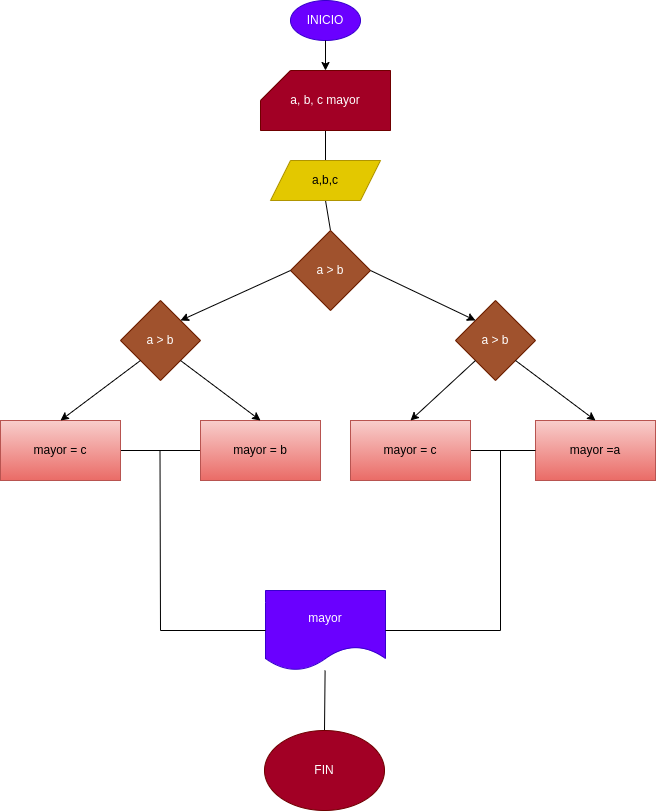 INICIO
a, b, c mayor
a,b,c
a > b
a > b
a > b
mayor = c
mayor = b
mayor = c
mayor =a
mayor
FIN